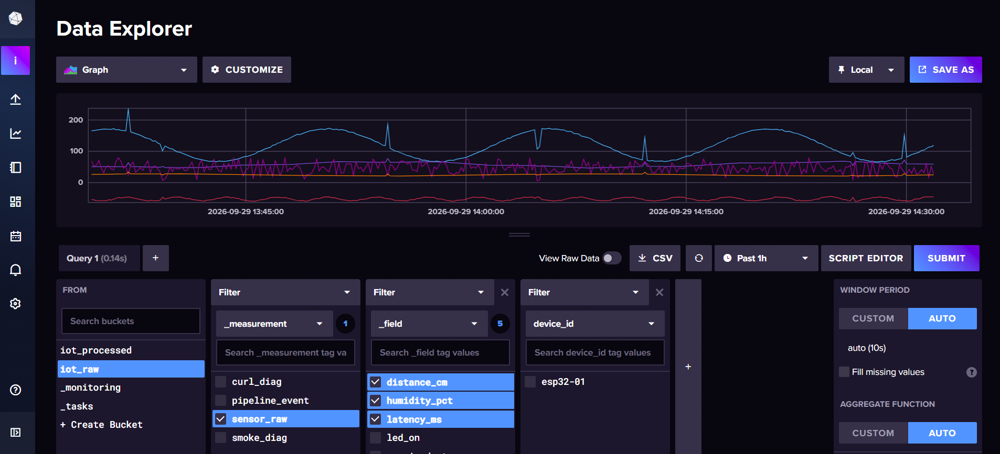 Data Explorer
i
Graph
CUSTOMIZE
Local
SAVE AS
200
100
0
2026-09-29 13:45:00
2026-09-29 14:00:00
2026-09-29 14:15:00
2026-09-29 14:30:00
Query 1 (0.14s)
+
View Raw Data
CSV
Past 1h
SCRIPT EDITOR
SUBMIT
FROM
Search buckets
iot_processed
iot_raw
_monitoring
_tasks
+ Create Bucket
Filter
_measurement
1
Search _measurement tag va
curl_diag
pipeline_event
sensor_raw
smoke_diag
Filter
_field
5
Search _field tag values
distance_cm
humidity_pct
latency_ms
led_on
Filter
device_id
Search device_id tag values
esp32-01
+
WINDOW PERIOD
CUSTOM
AUTO
auto (10s)
Fill missing values
?
AGGREGATE FUNCTION
CUSTOM
AUTO